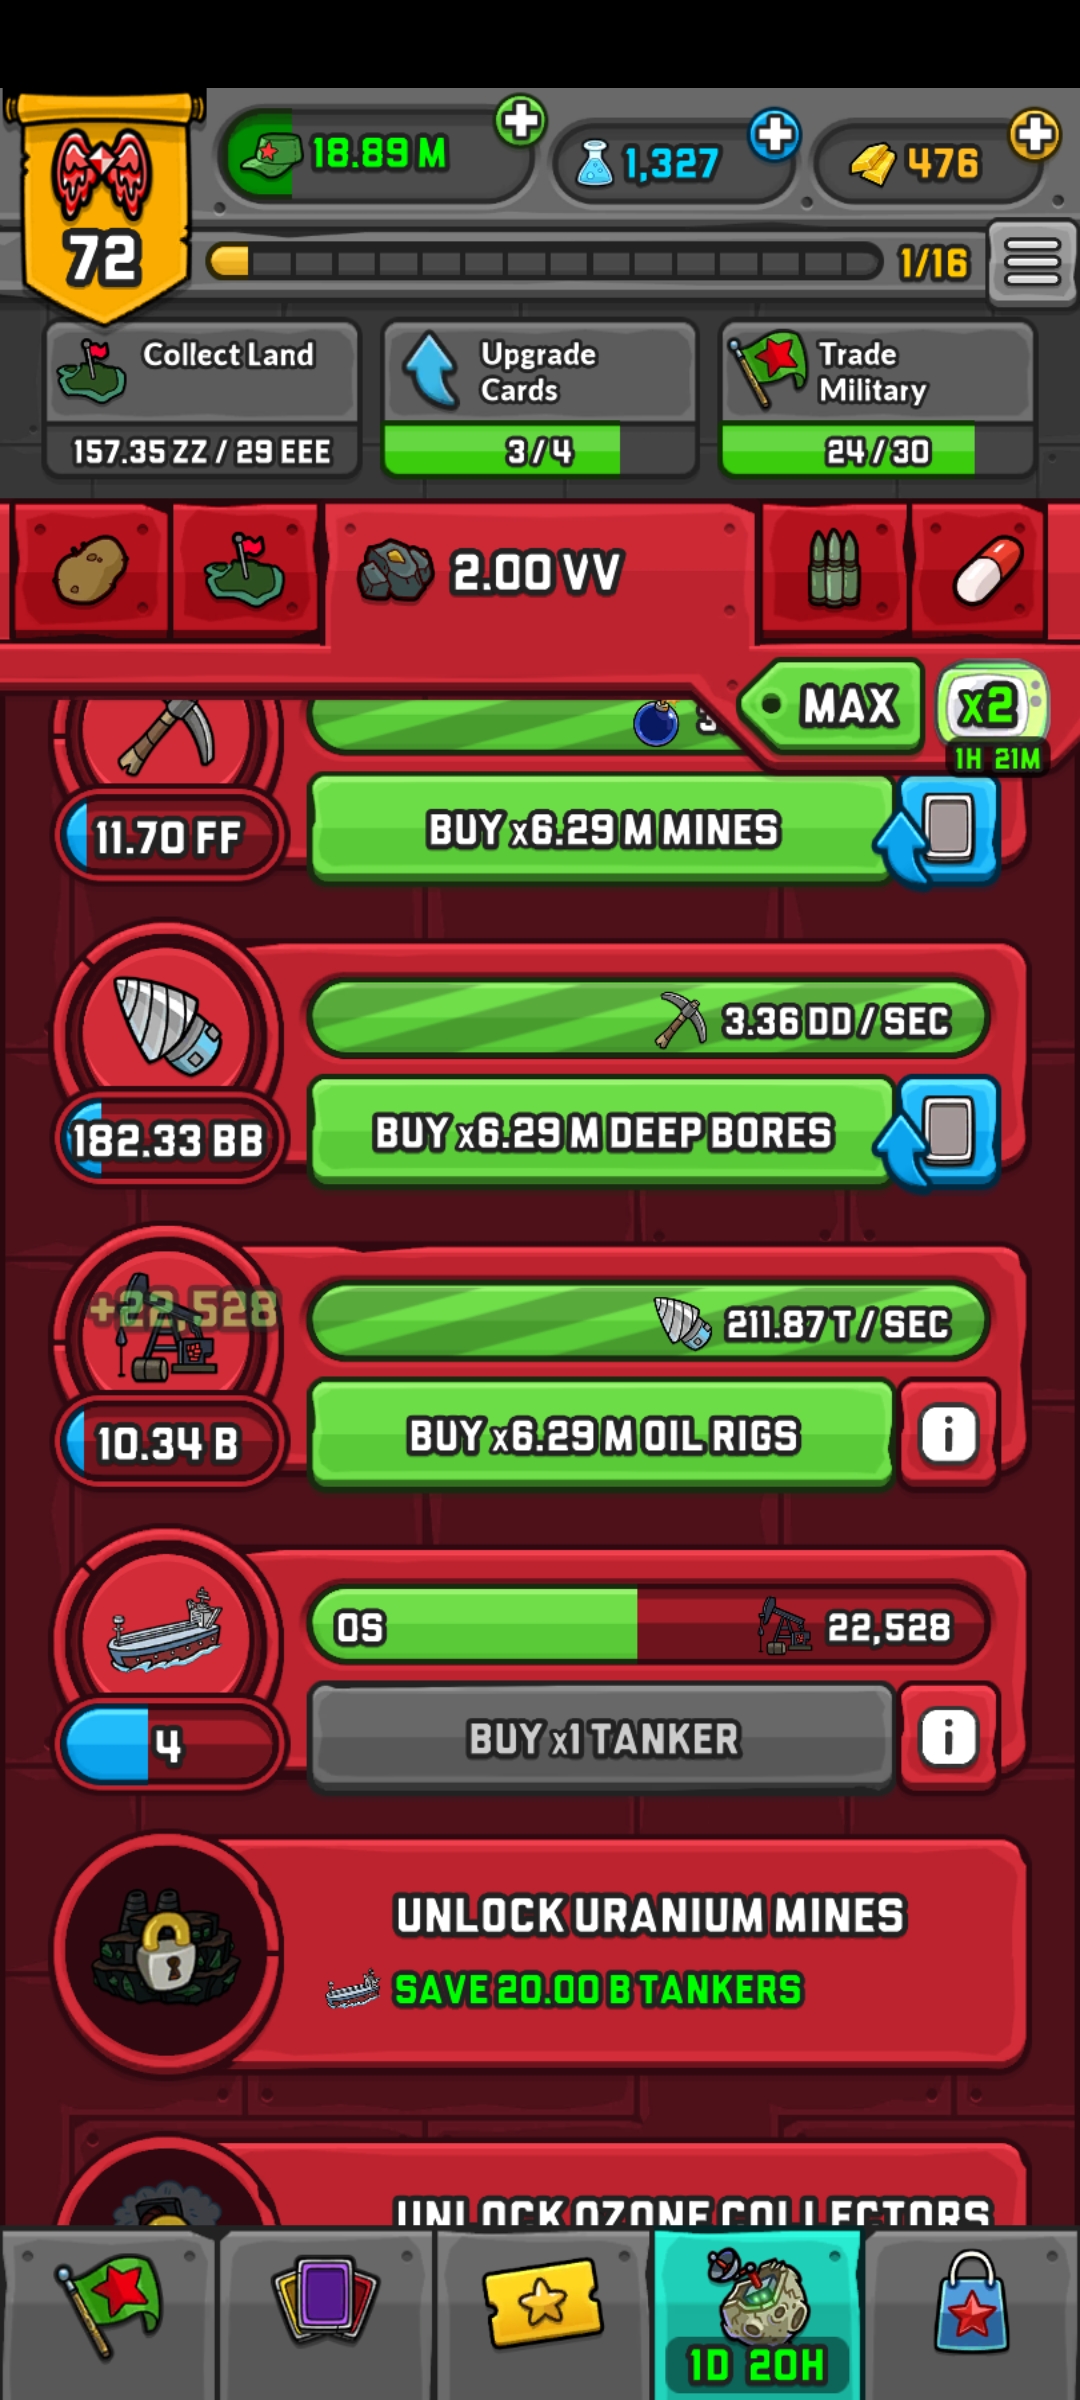 18.89 M
1,327
476
72
1/16
Collect Land
157.35 ZZ / 29 EEE
Upgrade
Cards
3/4
Trade
Military
24/30
2.00 VV
MAX
x2
1H 21M
11.70 FF
BUY x6.29 M MINES
3.36 DD / SEC
182.33 BB
BUY x6.29 M DEEP BORES
+22,528
211.87 T / SEC
10.34 B
BUY x6.29 M OIL RIGS
i
0S
22,528
4
BUY x1 TANKER
i
UNLOCK URANIUM MINES
SAVE 20.00 B TANKERS
UNLOCK OZONE COLLECTORS
1D 20H